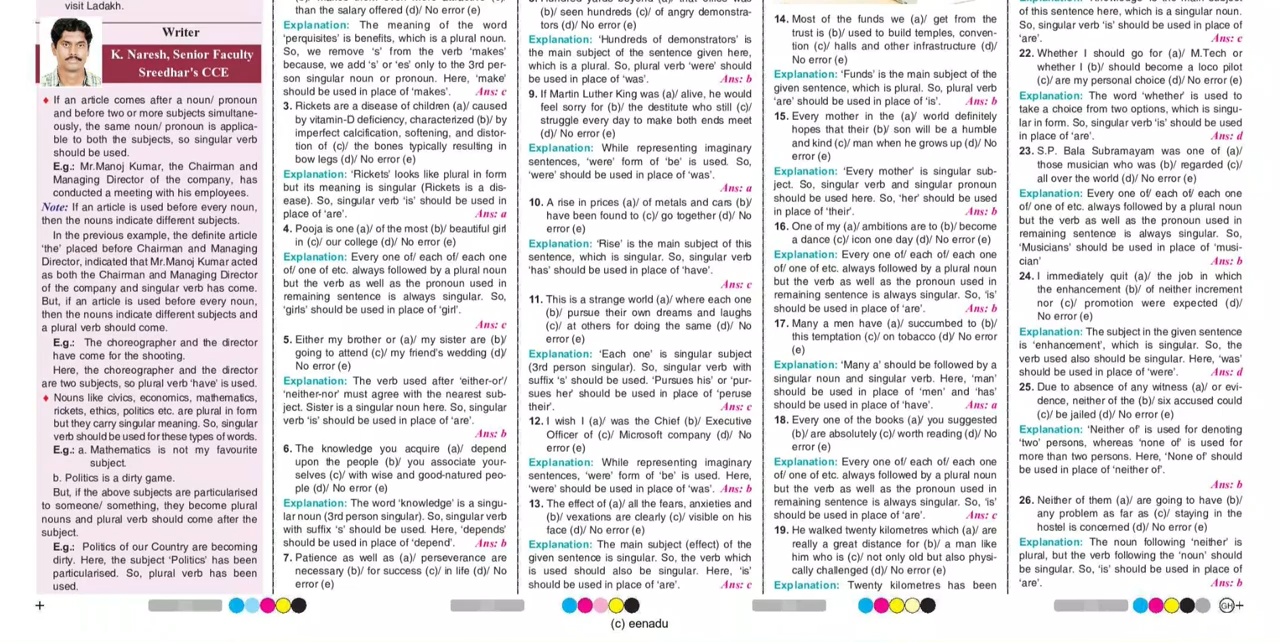 visit Ladakh.
Writer
K. Naresh, Senior Faculty
Sreedhar's CCE
♦ If an article comes after a noun/ pronoun
and before two or more subjects simultane-
ously, the same noun/ pronoun is applica-
ble to both the subjects, so singular verb
should be used.
E.g.: Mr.Manoj Kumar, the Chairman and
Managing Director of the company, has
conducted a meeting with his employees.
Note: If an article is used before every noun,
then the nouns indicate different subjects.
In the previous example, the definite article
'the' placed before Chairman and Managing
Director, indicated that Mr.Manoj Kumar acted
as both the Chairman and Managing Director
of the company and singular verb has come.
But, if an article is used before every noun,
then the nouns indicate different subjects and
a plural verb should come.
E.g.: The choreographer and the director
have come for the shooting.
Here, the choreographer and the director
are two subjects, so plural verb 'have' is used.
♦ Nouns like civics, economics, mathematics,
rickets, ethics, politics etc. are plural in form
but they carry singular meaning. So, singular
verb should be used for these types of words.
E.g.: a. Mathematics is not my favourite
subject.
b. Politics is a dirty game.
But, if the above subjects are particularised
to someone/ something, they become plural
nouns and plural verb should come after the
subject.
E.g.: Politics of our Country are becoming
dirty. Here, the subject 'Politics' has been
particularised. So, plural verb has been
used.
than the salary offered (d)/ No error (e)
Explanation: The meaning of the word
'perquisites' is benefits, which is a plural noun.
So, we remove 's' from the verb 'makes'
because, we add 's' or 'es' only to the 3rd per-
son singular noun or pronoun. Here, 'make'
should be used in place of 'makes'. Ans: c
3. Rickets are a disease of children (a)/ caused
by vitamin-D deficiency, characterized (b)/ by
imperfect calcification, softening, and distor-
tion of (c)/ the bones typically resulting in
bow legs (d)/ No error (e)
Explanation: 'Rickets' looks like plural in form
but its meaning is singular (Rickets is a dis-
ease). So, singular verb 'is' should be used in
place of 'are'. Ans: a
4. Pooja is one (a)/ of the most (b)/ beautiful girl
in (c)/ our college (d)/ No error (e)
Explanation: Every one of/ each of/ each one
of/ one of etc. always followed by a plural noun
but the verb as well as the pronoun used in
remaining sentence is always singular. So,
'girls' should be used in place of 'girl'.
Ans: c
5. Either my brother or (a)/ my sister are (b)/
going to attend (c)/ my friend's wedding (d)/
No error (e)
Explanation: The verb used after 'either-or'/
'neither-nor' must agree with the nearest sub-
ject. Sister is a singular noun here. So, singular
verb 'is' should be used in place of 'are'.
Ans: b
6. The knowledge you acquire (a)/ depend
upon the people (b)/ you associate your-
selves (c)/ with wise and good-natured peo-
ple (d)/ No error (e)
Explanation: The word 'knowledge' is a singu-
lar noun (3rd person singular). So, singular verb
with suffix 's' should be used. Here, 'depends'
should be used in place of 'depend'. Ans: b
7. Patience as well as (a)/ perseverance are
necessary (b)/ for success (c)/ in life (d)/ No
error (e)
(b)/ seen hundreds (c)/ of angry demonstra-
tors (d)/ No error (e)
Explanation: 'Hundreds of demonstrators' is
the main subject of the sentence given here,
which is a plural. So, plural verb 'were' should
be used in place of 'was'. Ans: b
9. If Martin Luther King was (a)/ alive, he would
feel sorry for (b)/ the destitute who still (c)/
struggle every day to make both ends meet
(d)/ No error (e)
Explanation: While representing imaginary
sentences, 'were' form of 'be' is used. So,
'were' should be used in place of 'was'.
Ans: a
10. A rise in prices (a)/ of metals and cars (b)/
have been found to (c)/ go together (d)/ No
error (e)
Explanation: 'Rise' is the main subject of this
sentence, which is singular. So, singular verb
'has' should be used in place of 'have'.
Ans: c
11. This is a strange world (a)/ where each one
(b)/ pursue their own dreams and laughs
(c)/ at others for doing the same (d)/ No
error (e)
Explanation: 'Each one' is singular subject
(3rd person singular). So, singular verb with
suffix 's' should be used. 'Pursues his' or 'pur-
sues her' should be used in place of 'peruse
their'. Ans: c
12. I wish I (a)/ was the Chief (b)/ Executive
Officer of (c)/ Microsoft company (d)/ No
error (e)
Explanation: While representing imaginary
sentences, 'were' form of 'be' is used. Here,
'were' should be used in place of 'was'. Ans: b
13. The effect of (a)/ all the fears, anxieties and
(b)/ vexations are clearly (c)/ visible on his
face (d)/ No error (e)
Explanation: The main subject (effect) of the
given sentence is singular. So, the verb which
is used should also be singular. Here, 'is'
should be used in place of 'are'. Ans: c
14. Most of the funds we (a)/ get from the
trust is (b)/ used to build temples, conven-
tion (c)/ halls and other infrastructure (d)/
No error (e)
Explanation: 'Funds' is the main subject of the
given sentence, which is plural. So, plural verb
'are' should be used in place of 'is'. Ans: b
15. Every mother in the (a)/ world definitely
hopes that their (b)/ son will be a humble
and kind (c)/ man when he grows up (d)/ No
error (e)
Explanation: 'Every mother' is singular sub-
ject. So, singular verb and singular pronoun
should be used here. So, 'her' should be used
in place of 'their'. Ans: b
16. One of my (a)/ ambitions are to (b)/ become
a dance (c)/ icon one day (d)/ No error (e)
Explanation: Every one of/ each of/ each one
of/ one of etc. always followed by a plural noun
but the verb as well as the pronoun used in
remaining sentence is always singular. So, 'is'
should be used in place of 'are'. Ans: b
17. Many a men have (a)/ succumbed to (b)/
this temptation (c)/ on tobacco (d)/ No error
(e)
Explanation: 'Many a' should be followed by a
singular noun and singular verb. Here, 'man'
should be used in place of 'men' and 'has'
should be used in place of 'have'. Ans: a
18. Every one of the books (a)/ you suggested
(b)/ are absolutely (c)/ worth reading (d)/ No
error (e)
Explanation: Every one of/ each of/ each one
of/ one of etc. always followed by a plural noun
but the verb as well as the pronoun used in
remaining sentence is always singular. So, 'is'
should be used in place of 'are'. Ans: c
19. He walked twenty kilometres which (a)/ are
really a great distance for (b)/ a man like
him who is (c)/ not only old but also physi-
cally challenged (d)/ No error (e)
Explanation: Twenty kilometres has been
of this sentence here, which is a singular noun.
So, singular verb 'is' should be used in place of
'are'. Ans: c
22. Whether I should go for (a)/ M.Tech or
whether I (b)/ should become a loco pilot
(c)/ are my personal choice (d)/ No error (e)
Explanation: The word 'whether' is used to
take a choice from two options, which is singu-
lar in form. So, singular verb 'is' should be used
in place of 'are'. Ans: d
23. S.P. Bala Subramayam was one of (a)/
those musician who was (b)/ regarded (c)/
all over the world (d)/ No error (e)
Explanation: Every one of/ each of/ each one
of/ one of etc. always followed by a plural noun
but the verb as well as the pronoun used in
remaining sentence is always singular. So,
'Musicians' should be used in place of 'musi-
cian' Ans: b
24. I immediately quit (a)/ the job in which
the enhancement (b)/ of neither increment
nor (c)/ promotion were expected (d)/
No error (e)
Explanation: The subject in the given sentence
is 'enhancement', which is singular. So, the
verb used also should be singular. Here, 'was'
should be used in place of 'were'. Ans: d
25. Due to absence of any witness (a)/ or evi-
dence, neither of the (b)/ six accused could
(c)/ be jailed (d)/ No error (e)
Explanation: 'Neither of' is used for denoting
'two' persons, whereas 'none of' is used for
more than two persons. Here, 'None of' should
be used in place of 'neither of'.
Ans: b
26. Neither of them (a)/ are going to have (b)/
any problem as far as (c)/ staying in the
hostel is concerned (d)/ No error (e)
Explanation: The noun following 'neither' is
plural, but the verb following the 'noun' should
be singular. So, 'is' should be used in place of
'are'. Ans: b
GH
(c) eenadu